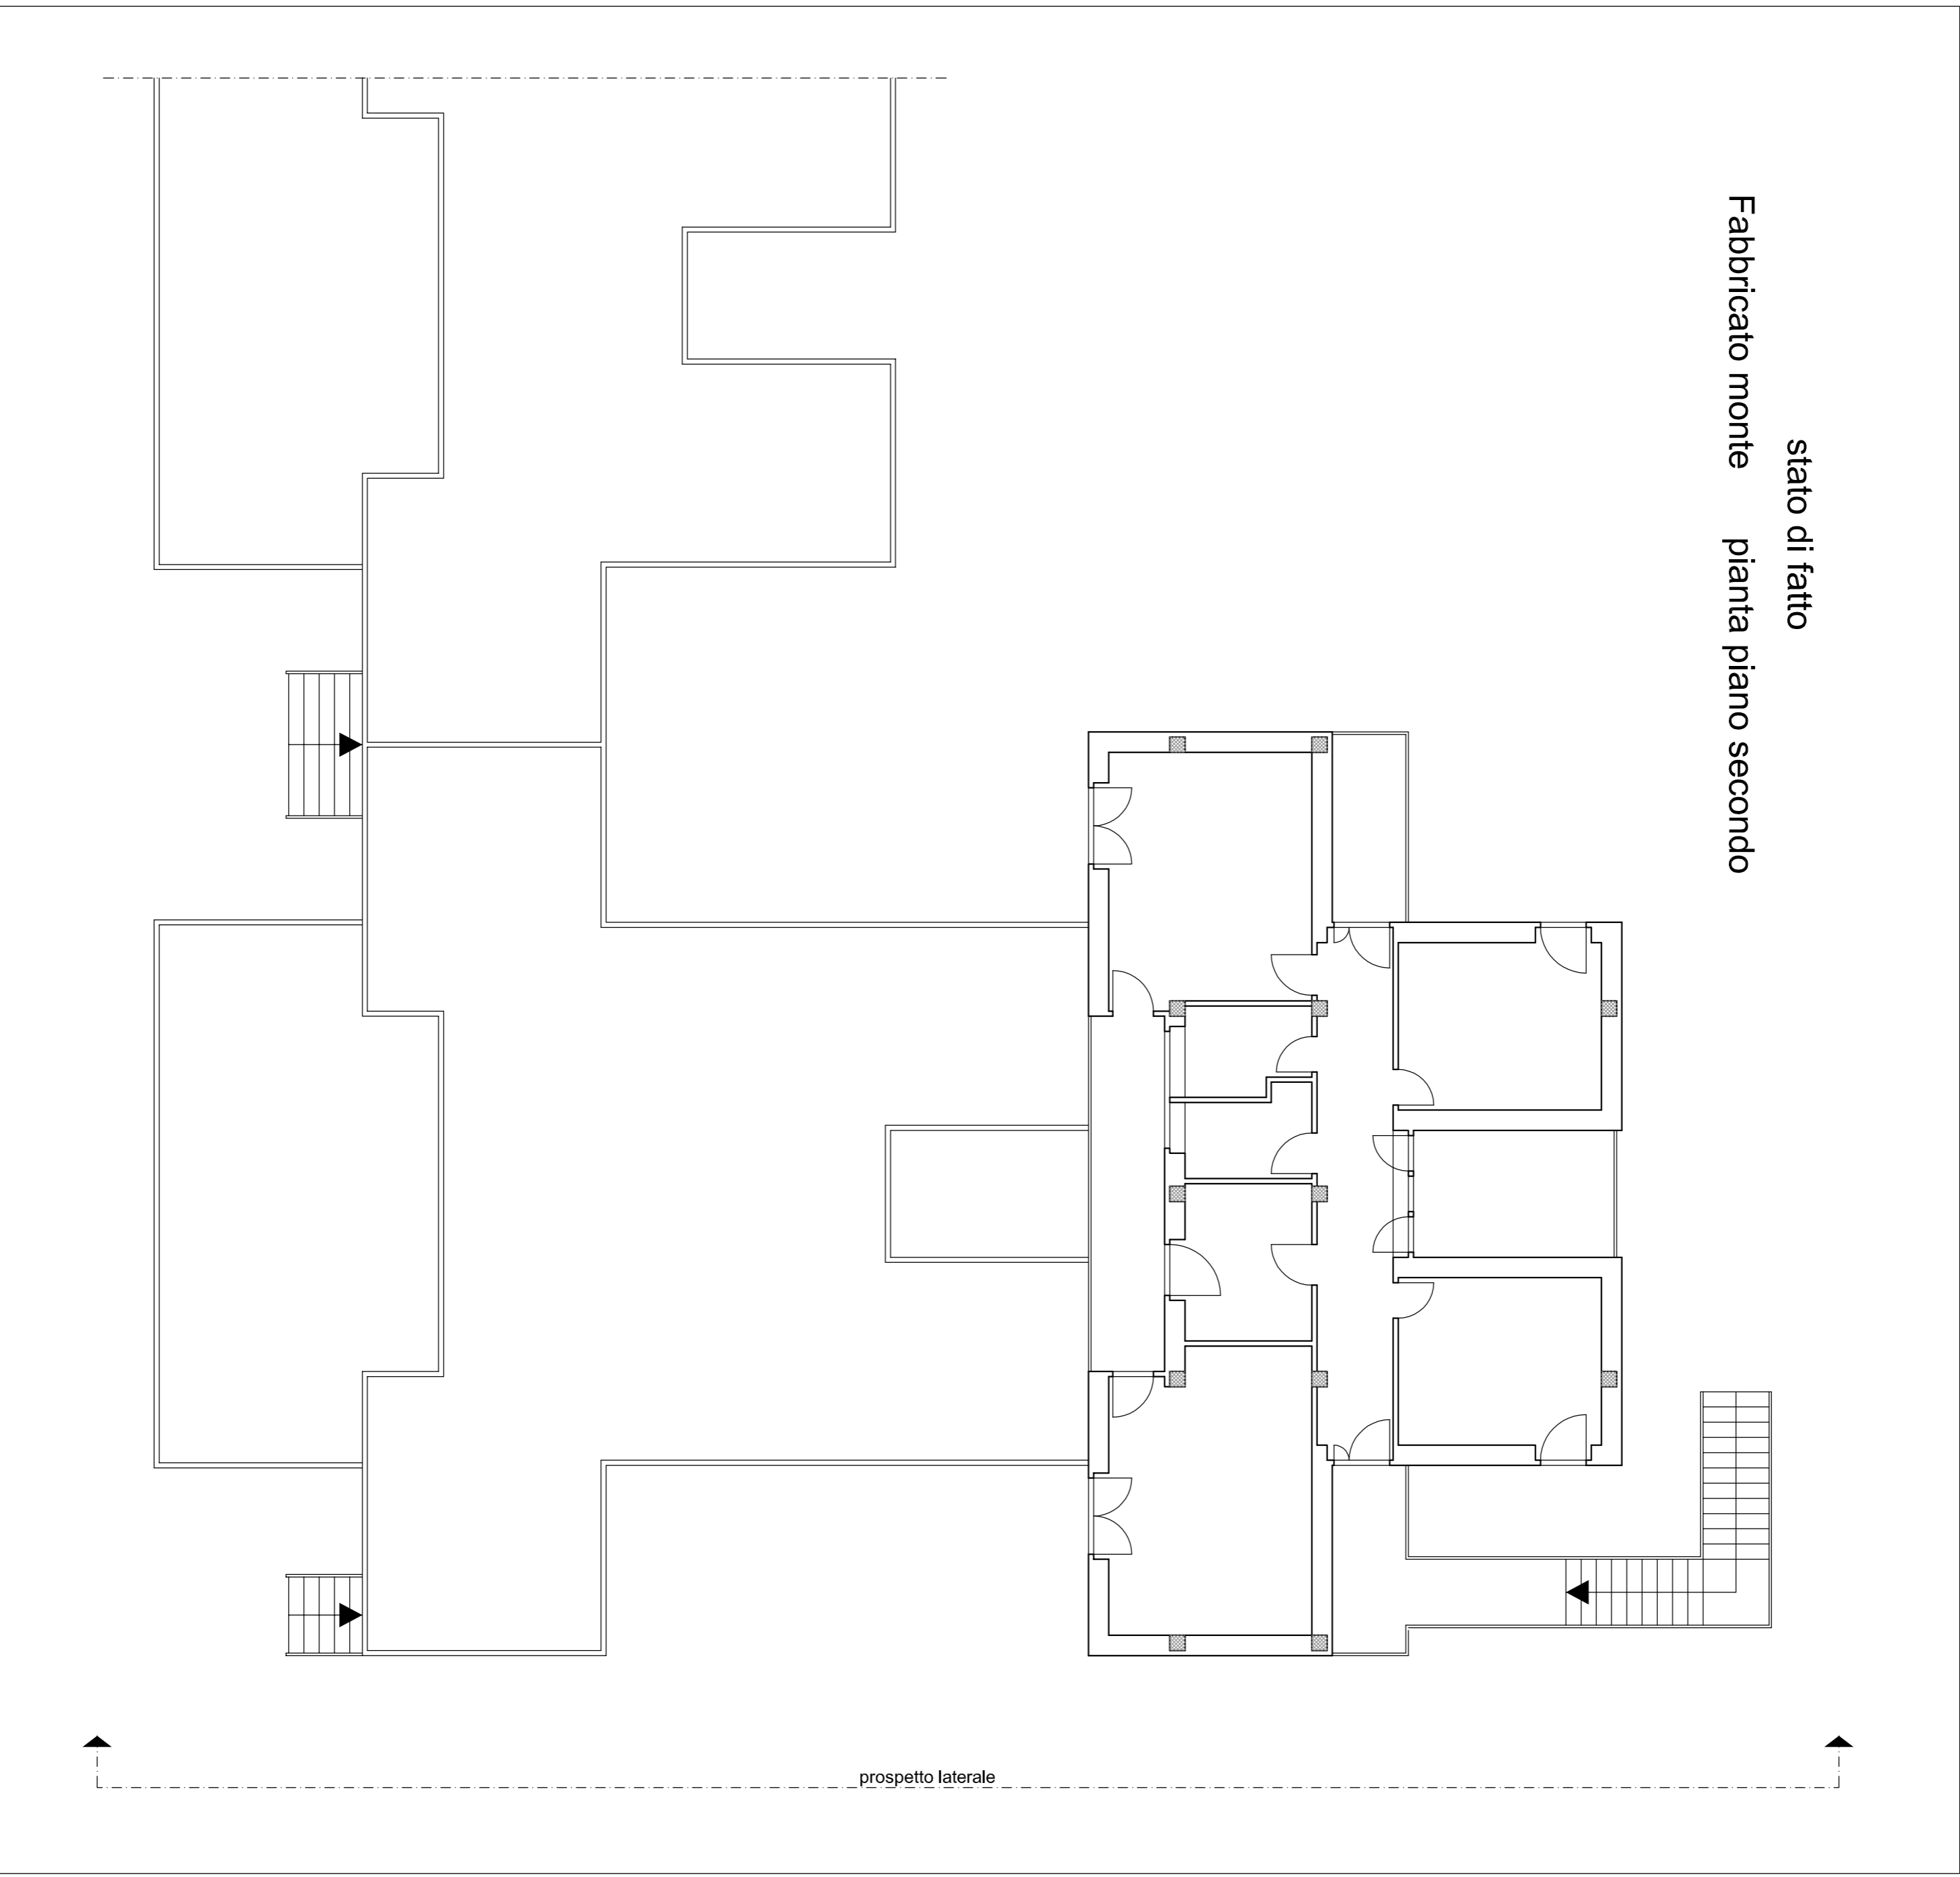 stato di fatto
Fabbricato monte pianta piano secondo
prospetto laterale